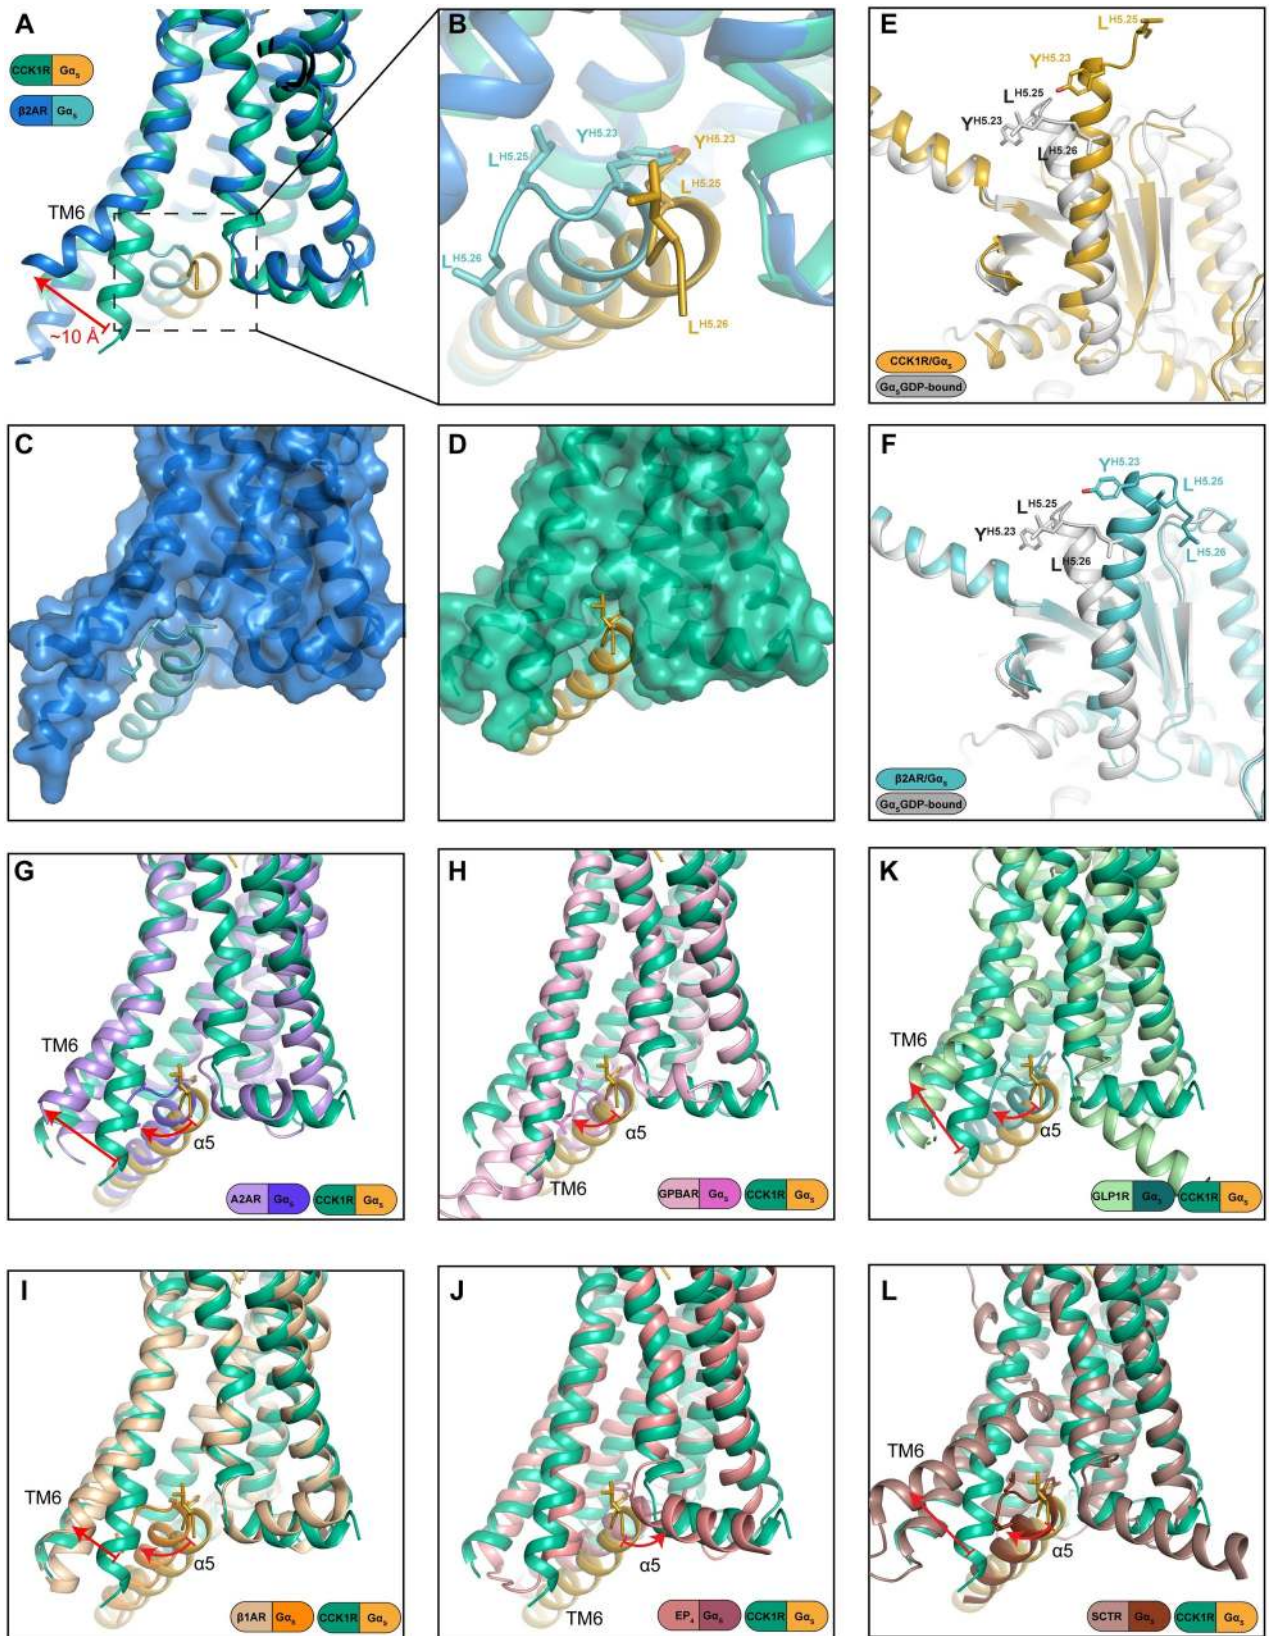 A
CCK1R Gαs
β2AR Gαs
TM6
~10 Å
B
YH5.23
YH5.23
LH5.25
LH5.25
LH5.26
LH5.26
E
LH5.25
YH5.23
LH5.25
YH5.23
LH5.26
CCK1R/Gαs
GαsGDP-bound
C
D
F
YH5.23
LH5.25
LH5.25
YH5.23
LH5.26
LH5.26
β2AR/Gαs
GαsGDP-bound
G
TM6
α5
A2AR Gαs CCK1R Gαs
H
α5
TM6
GPBAR Gαs CCK1R Gαs
K
TM6
α5
GLP1R Gαs CCK1R Gαs
I
TM6
α5
β1AR Gαs CCK1R Gαs
J
α5
TM6
EP4 Gαs CCK1R Gαs
L
TM6
α5
SCTR Gαs CCK1R Gαs